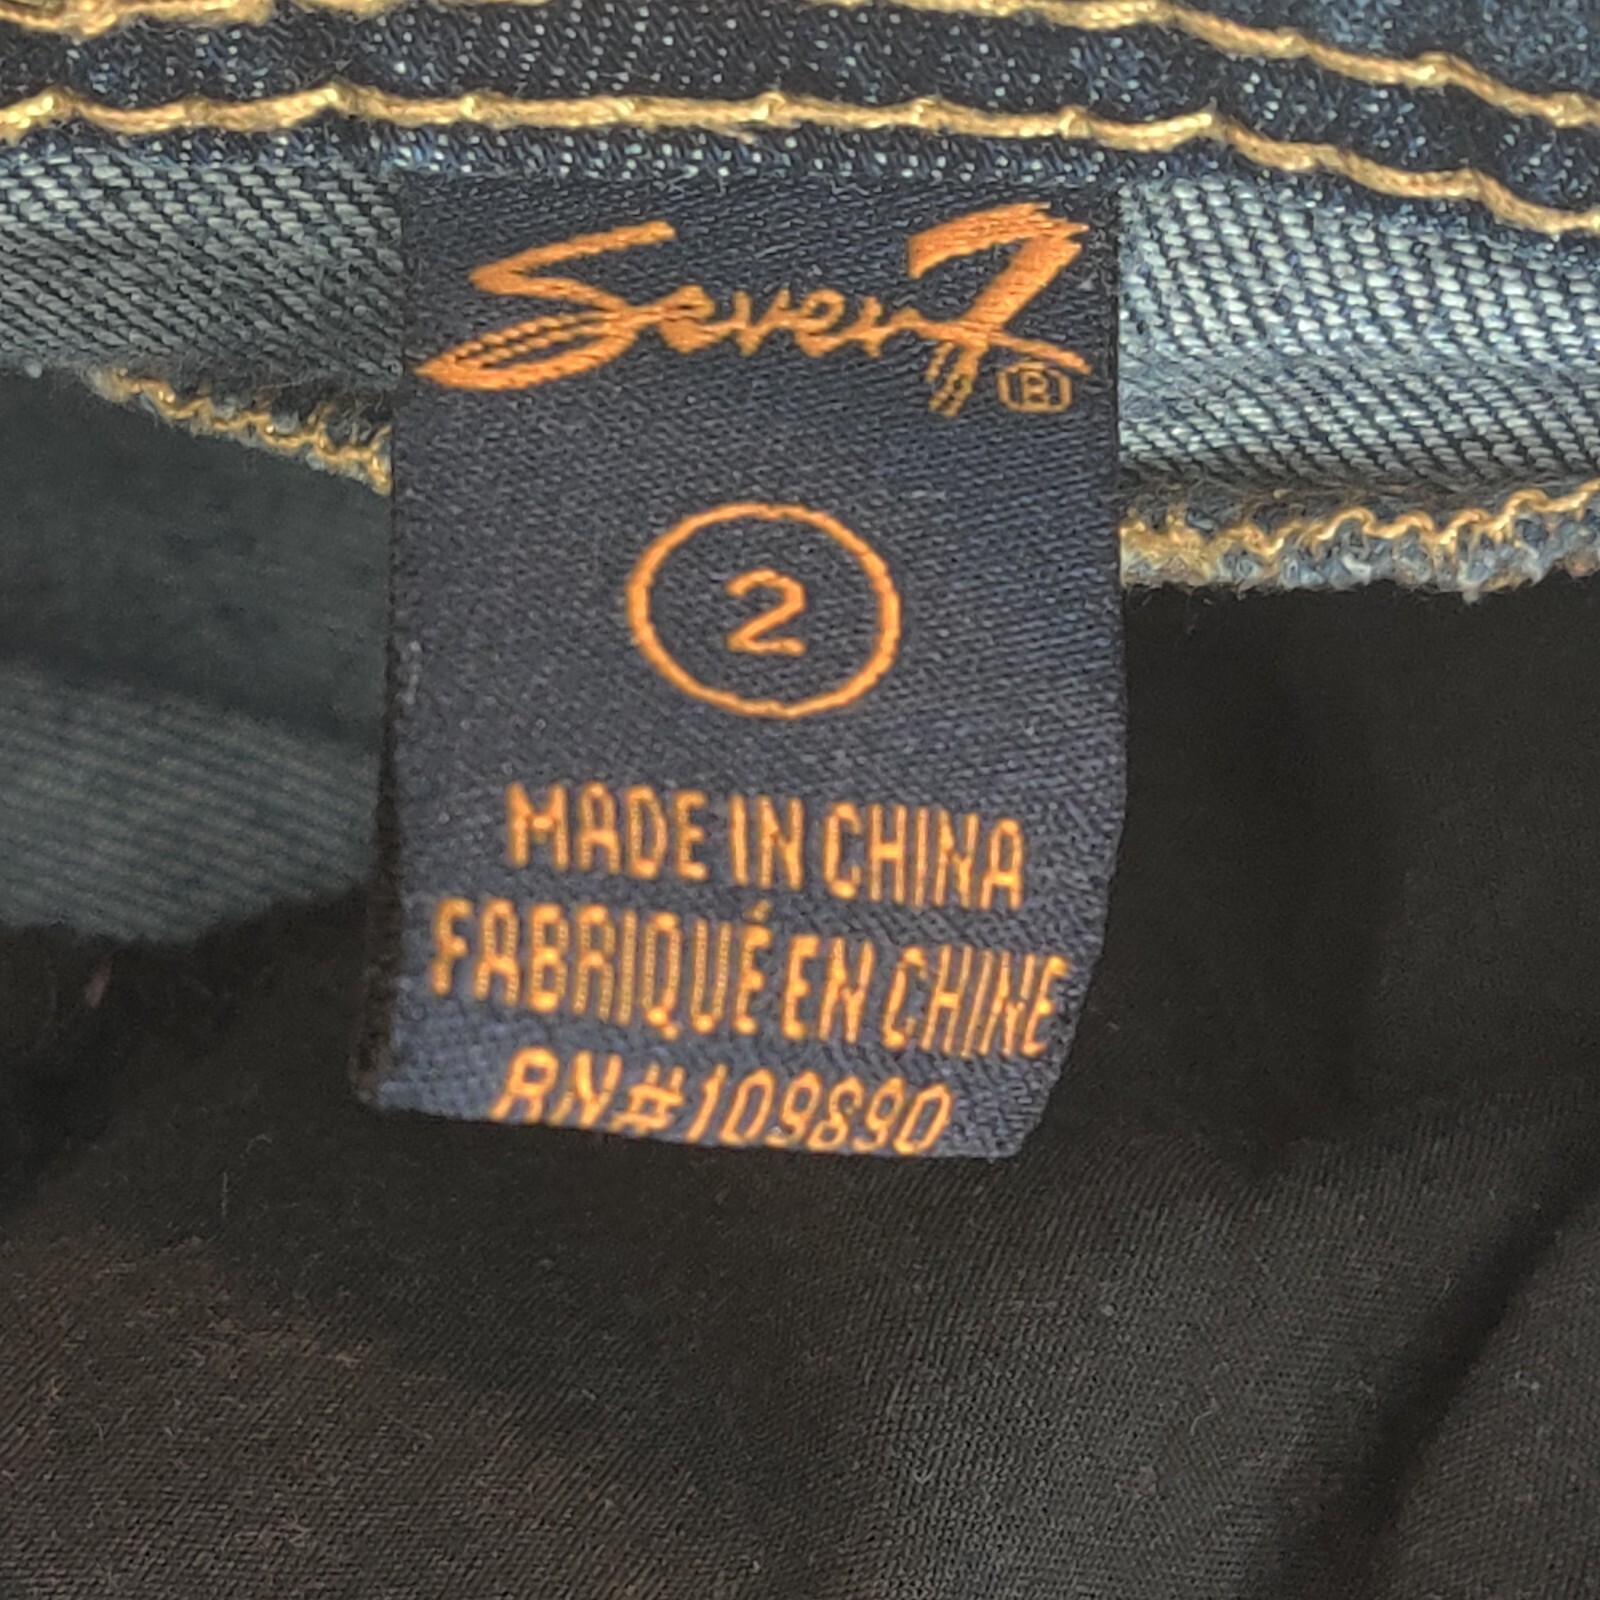 Seven7®
2
MADE IN CHINA
FABRIQUÉ EN CHINE
RN#109890